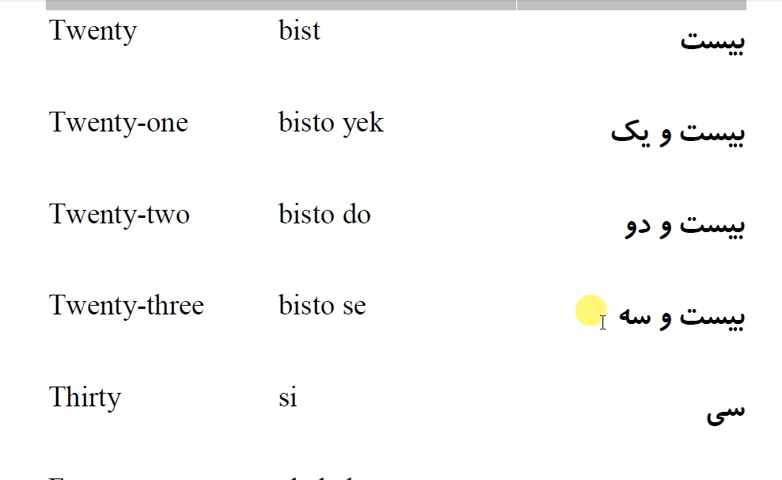 Twenty bist بیست
Twenty-one bisto yek بیست و یک
Twenty-two bisto do بیست و دو
Twenty-three bisto se بیست و سه
Thirty si سی